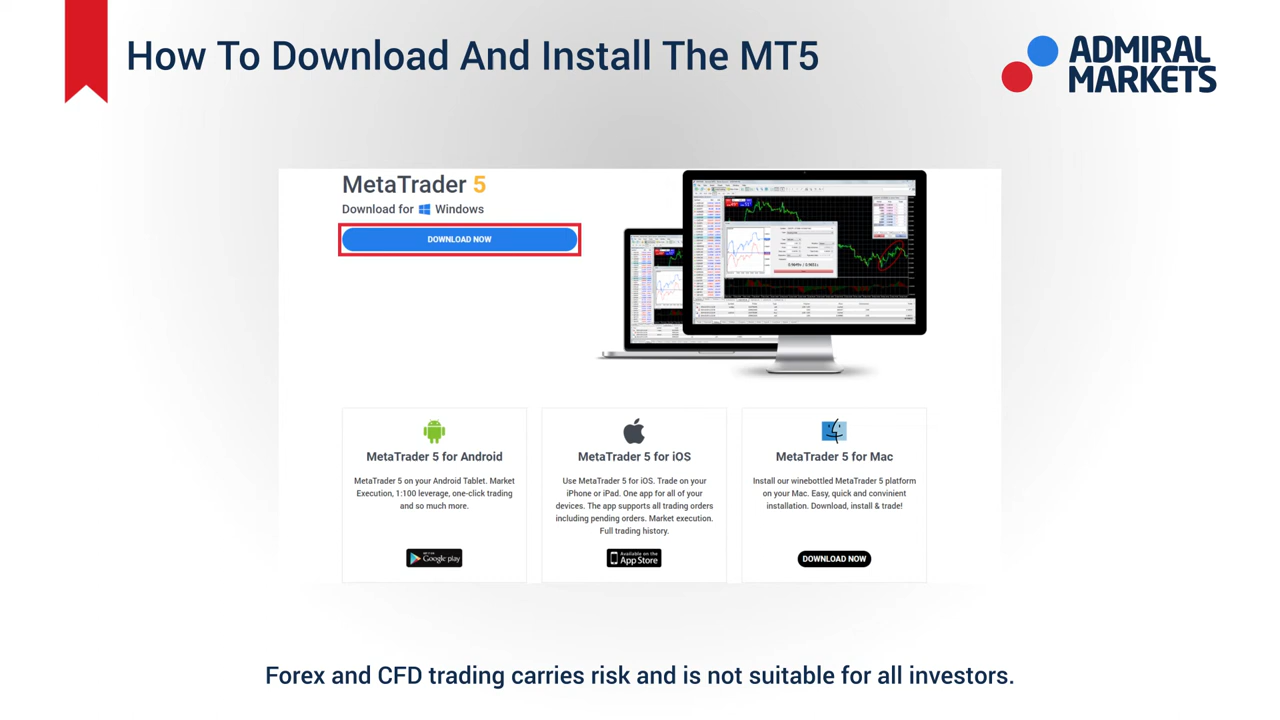 How To Download And Install The MT5
ADMIRAL
MARKETS
MetaTrader 5
Download for Windows
DOWNLOAD NOW
MetaTrader 5 for Android
MetaTrader 5 on your Android Tablet. Market
Execution, 1:100 leverage, one-click trading
and so much more.
Google play
MetaTrader 5 for iOS
Use MetaTrader 5 for iOS. Trade on your
iPhone or iPad. One app for all of your
devices. The app supports all trading orders
including pending orders. Market execution.
Full trading history.
Available on the
App Store
MetaTrader 5 for Mac
Install our winebottled MetaTrader 5 platform
on your Mac. Easy, quick and convinient
installation. Download, install & trade!
DOWNLOAD NOW
Forex and CFD trading carries risk and is not suitable for all investors.